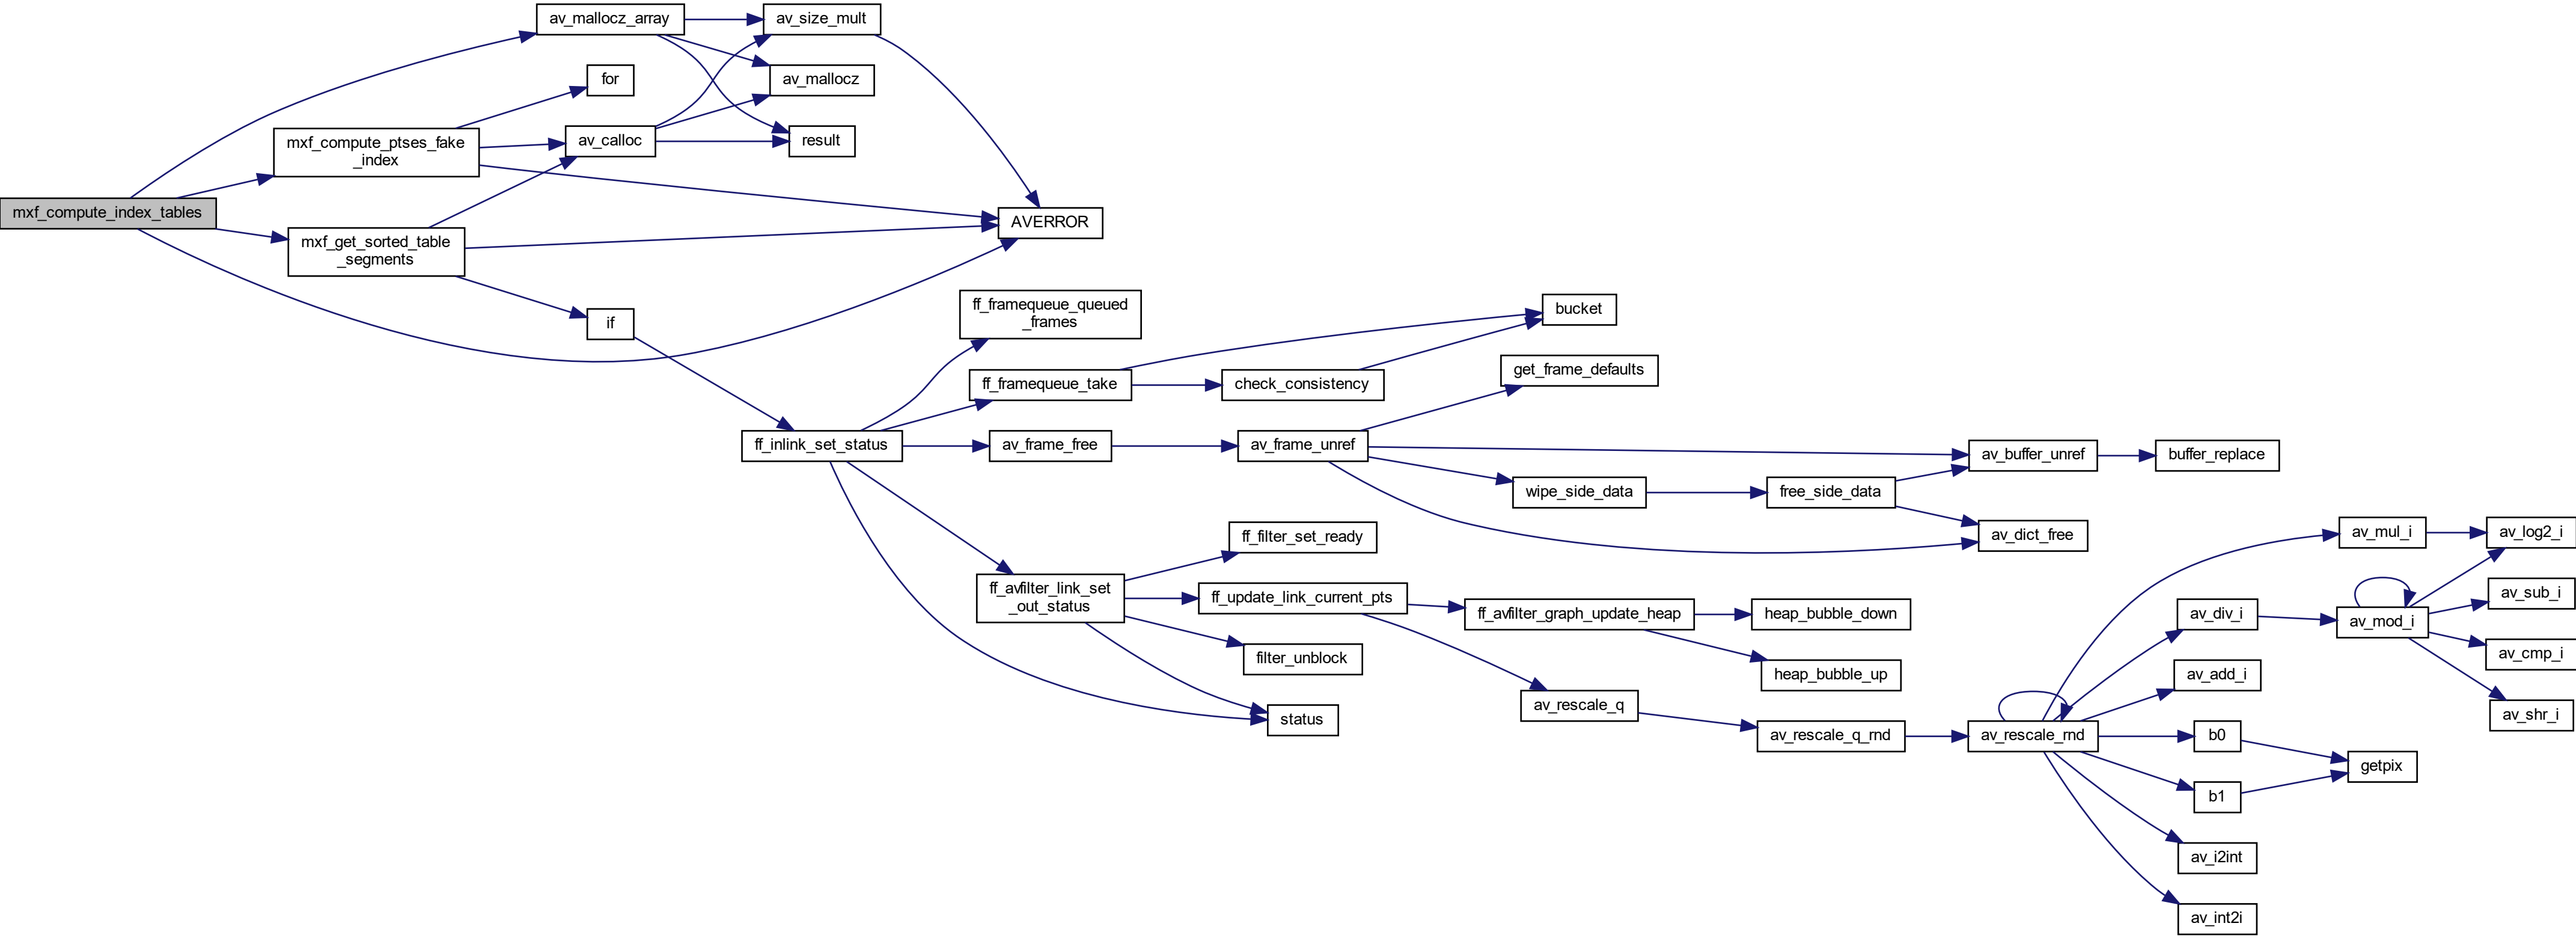 mxf_compute_index_tables
av_mallocz_array
for
mxf_compute_ptses_fake
_index
av_calloc
mxf_get_sorted_table
_segments
if
av_size_mult
av_mallocz
result
AVERROR
ff_inlink_set_status
ff_framequeue_queued
_frames
ff_framequeue_take
check_consistency
bucket
av_frame_free
av_frame_unref
get_frame_defaults
wipe_side_data
free_side_data
av_buffer_unref
buffer_replace
av_dict_free
ff_avfilter_link_set
_out_status
ff_filter_set_ready
ff_update_link_current_pts
filter_unblock
status
ff_avfilter_graph_update_heap
heap_bubble_down
heap_bubble_up
av_rescale_q
av_rescale_q_rnd
av_rescale_rnd
av_mul_i
av_div_i
av_add_i
b0
b1
av_i2int
av_int2i
getpix
av_mod_i
av_log2_i
av_sub_i
av_cmp_i
av_shr_i